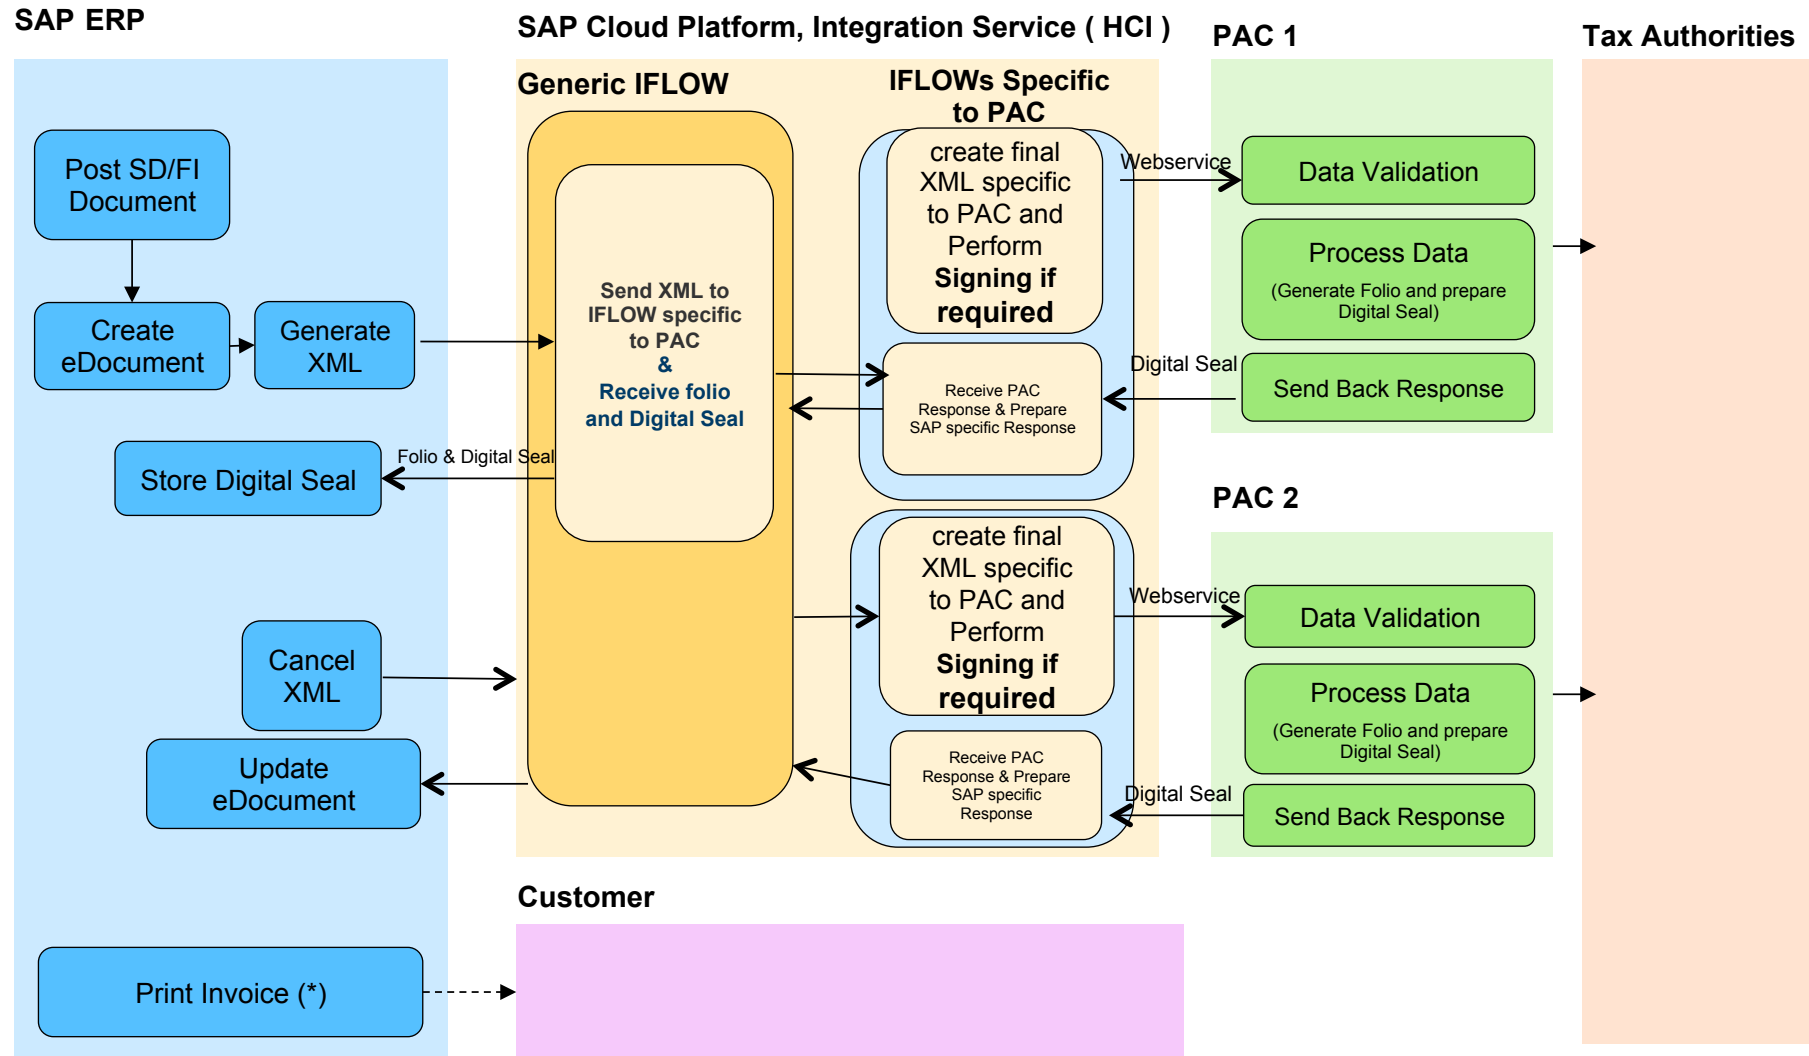 SAP ERP
SAP Cloud Platform, Integration Service ( HCI )
PAC 1
Tax Authorities
Generic IFLOW
IFLOWs Specific
to PAC
Post SD/FI
Document
Create
eDocument
Generate
XML
Send XML to
IFLOW specific
to PAC
&
Receive folio
and Digital Seal
create final
XML specific
to PAC and
Perform
Signing if
required
Webservice
Data Validation
Process Data
(Generate Folio and prepare
Digital Seal)
Digital Seal
Send Back Response
Receive PAC
Response & Prepare
SAP specific Response
Folio & Digital Seal
Store Digital Seal
PAC 2
create final
XML specific
to PAC and
Perform
Signing if
required
Webservice
Data Validation
Process Data
(Generate Folio and prepare
Digital Seal)
Digital Seal
Send Back Response
Receive PAC
Response & Prepare
SAP specific
Response
Cancel
XML
Update
eDocument
Customer
Print Invoice (*)